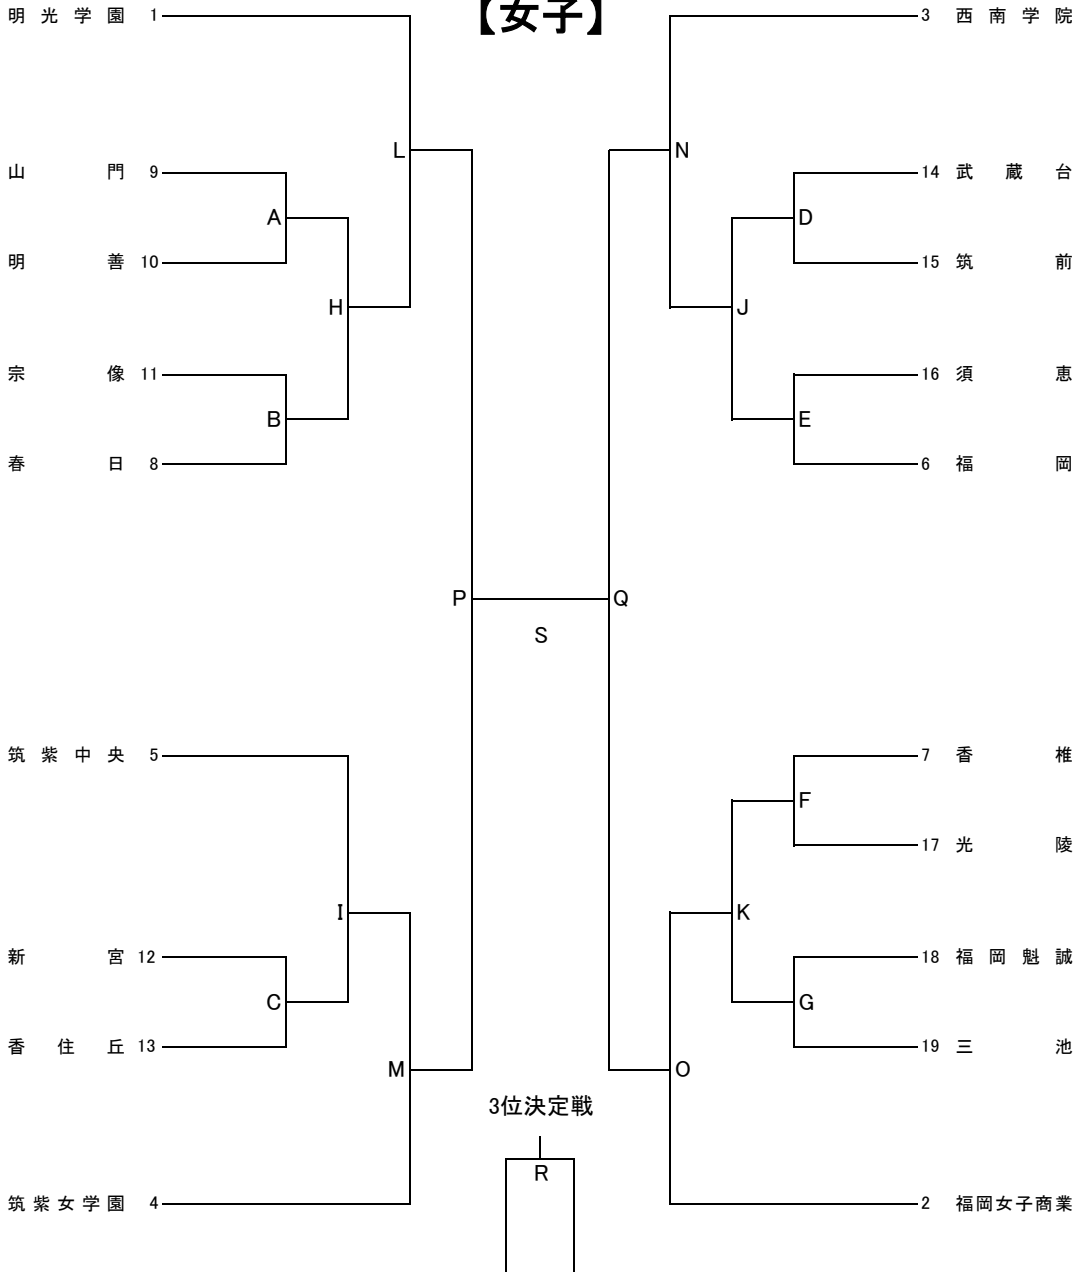 【女子】
明光学園 1
3 西南学院
L
N
山門 9
14 武蔵台
A
D
明善 10
15 筑前
H
J
宗像 11
16 須恵
B
E
春日 8
6 福岡
P
Q
S
筑紫中央 5
7 香椎
F
17 光陵
I
K
新宮 12
18 福岡魁誠
C
G
香住丘 13
19 三池
M
O
3位決定戦
R
筑紫女学園 4
2 福岡女子商業